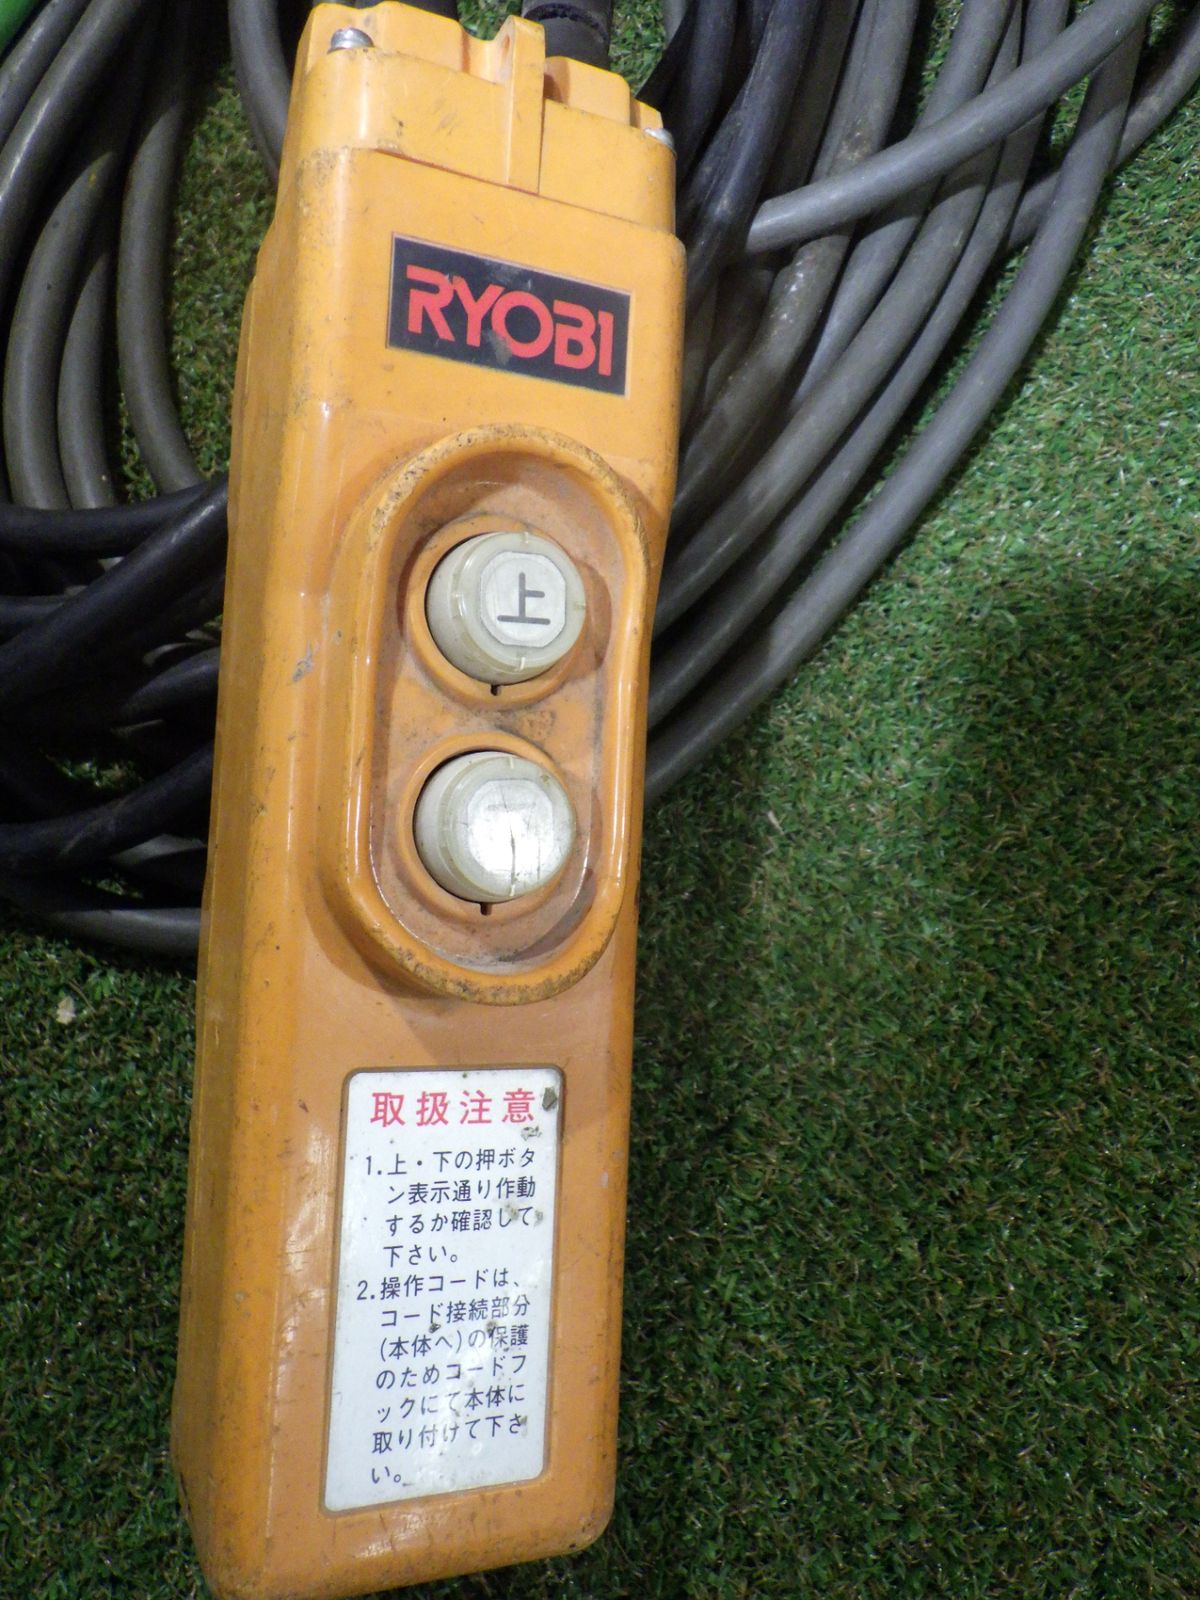 RYOBI
上
取扱注意
1.上・下の押ボタ
ン表示通り作動
するか確認して
下さい。
2.操作コードは、
コード接続部分
(本体へ)の保護
のためコードフ
ックにて本体に
取り付けて下さ
い。